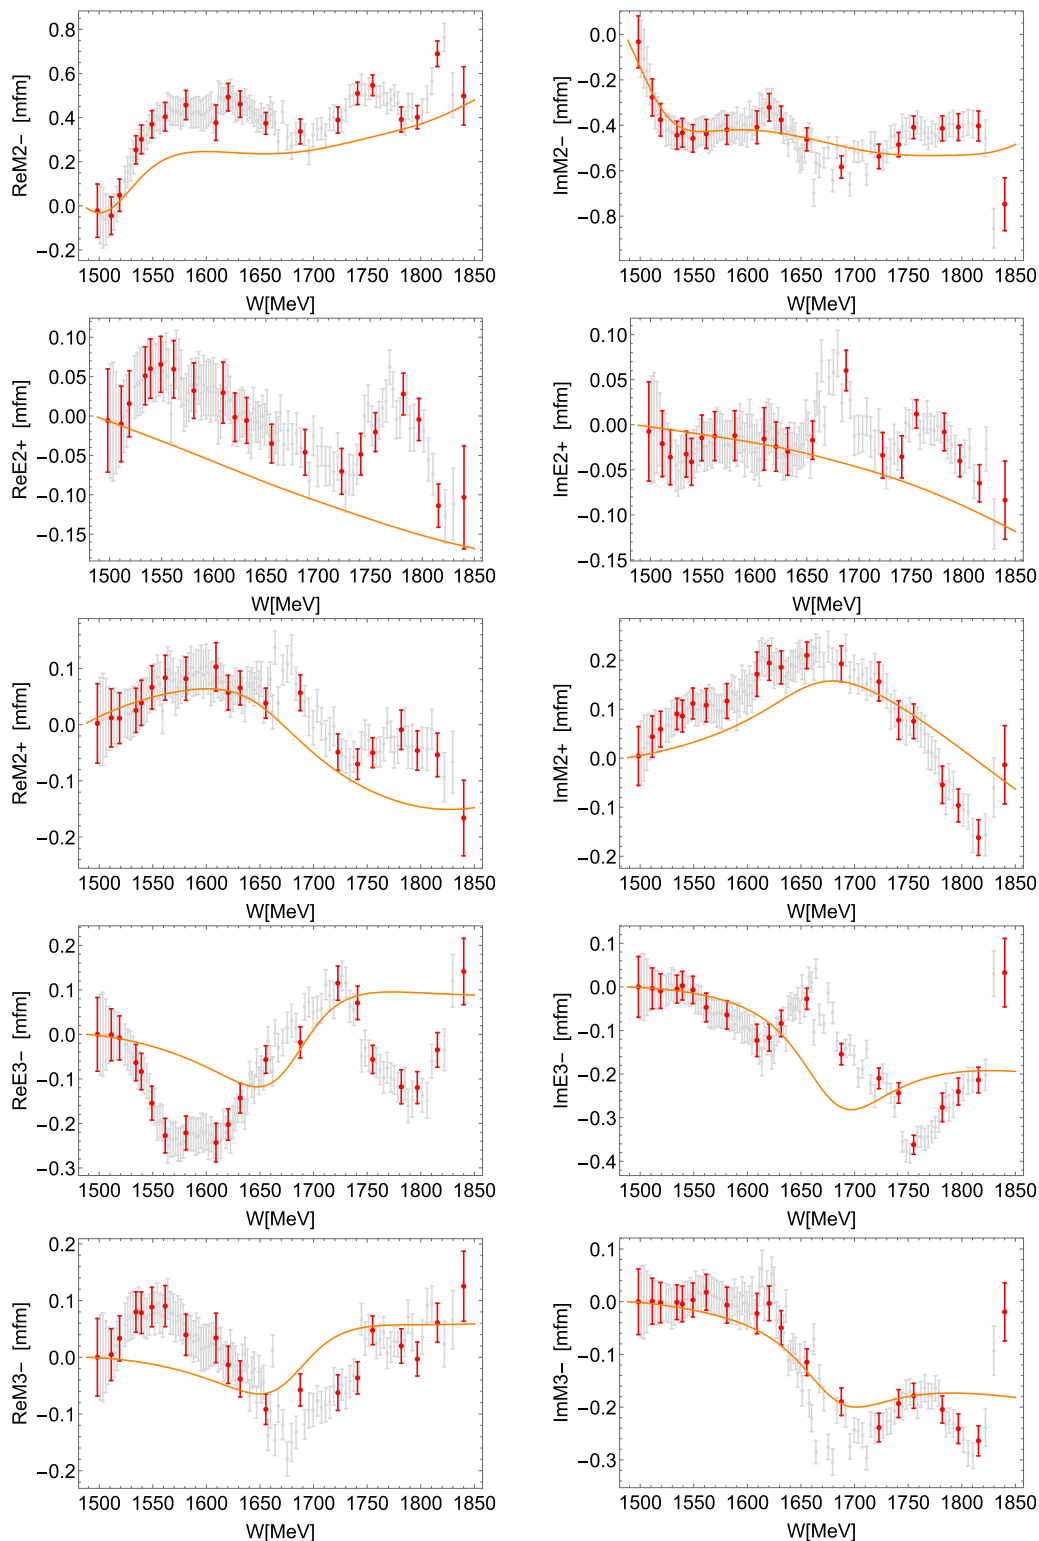 ReM2− [mfm]
0.8
0.6
0.4
0.2
0.0
−0.2
1500 1550 1600 1650 1700 1750 1800 1850
W[MeV]
ImM2− [mfm]
0.0
−0.2
−0.4
−0.6
−0.8
1500 1550 1600 1650 1700 1750 1800 1850
W[MeV]
ReE2+ [mfm]
0.10
0.05
0.00
−0.05
−0.10
−0.15
1500 1550 1600 1650 1700 1750 1800 1850
W[MeV]
ImE2+ [mfm]
0.10
0.05
0.00
−0.05
−0.10
−0.15
1500 1550 1600 1650 1700 1750 1800 1850
W[MeV]
ReM2+ [mfm]
0.1
0.0
−0.1
−0.2
1500 1550 1600 1650 1700 1750 1800 1850
W[MeV]
ImM2+ [mfm]
0.2
0.1
0.0
−0.1
−0.2
1500 1550 1600 1650 1700 1750 1800 1850
W[MeV]
ReE3− [mfm]
0.2
0.1
0.0
−0.1
−0.2
−0.3
1500 1550 1600 1650 1700 1750 1800 1850
W[MeV]
ImE3− [mfm]
0.1
0.0
−0.1
−0.2
−0.3
−0.4
1500 1550 1600 1650 1700 1750 1800 1850
W[MeV]
ReM3− [mfm]
0.2
0.1
0.0
−0.1
−0.2
1500 1550 1600 1650 1700 1750 1800 1850
W[MeV]
ImM3− [mfm]
0.1
0.0
−0.1
−0.2
−0.3
1500 1550 1600 1650 1700 1750 1800 1850
W[MeV]